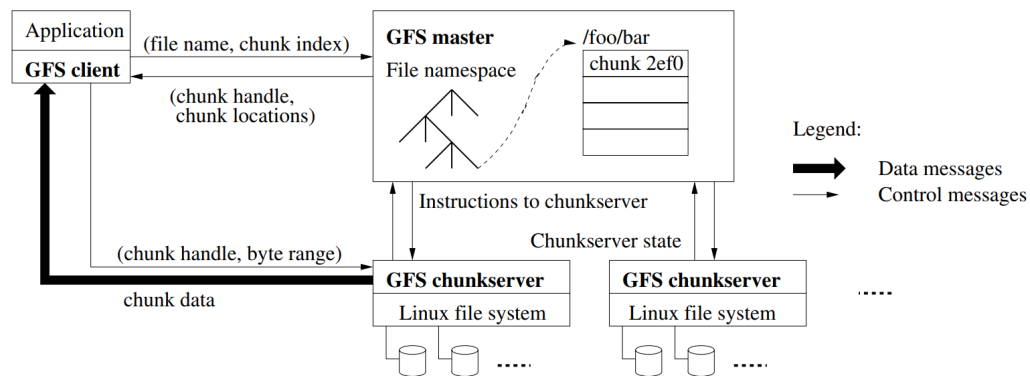 Application
GFS client
(file name, chunk index)
(chunk handle,
chunk locations)
GFS master
File namespace
/foo/bar
chunk 2ef0
Legend:
Data messages
Control messages
Instructions to chunkserver
Chunkserver state
(chunk handle, byte range)
chunk data
GFS chunkserver
Linux file system
GFS chunkserver
Linux file system